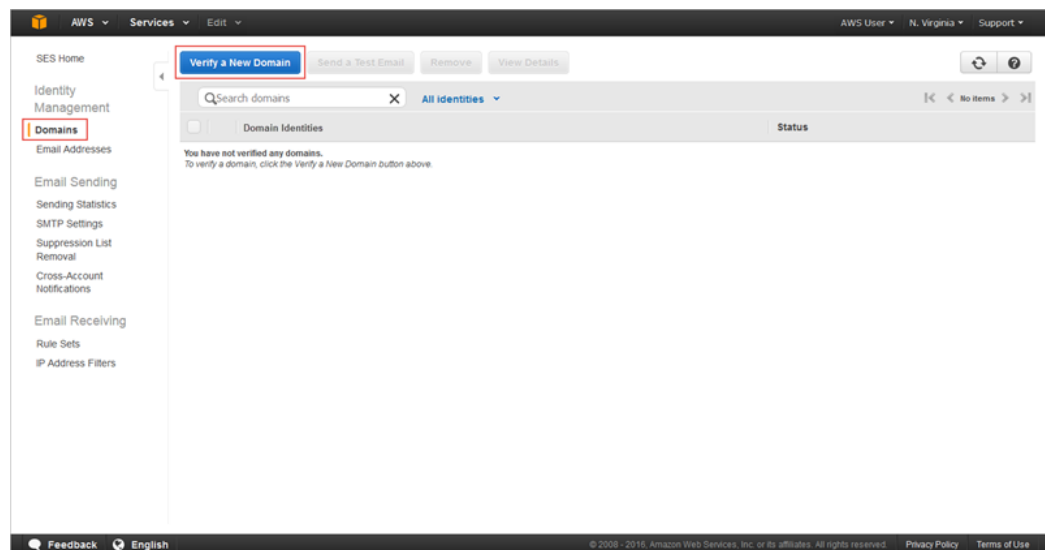 AWS Services Edit AWS User N. Virginia Support
SES Home
Identity
Management
Domains
Email Addresses
Email Sending
Sending Statistics
SMTP Settings
Suppression List
Removal
Cross-Account
Notifications
Email Receiving
Rule Sets
IP Address Filters
Verify a New Domain Send a Test Email Remove View Details
Search domains All identities No items
Domain Identities Status
You have not verified any domains.
To verify a domain, click the Verify a New Domain button above.
Feedback English © 2008 - 2016, Amazon Web Services, Inc. or its affiliates. All rights reserved. Privacy Policy Terms of Use